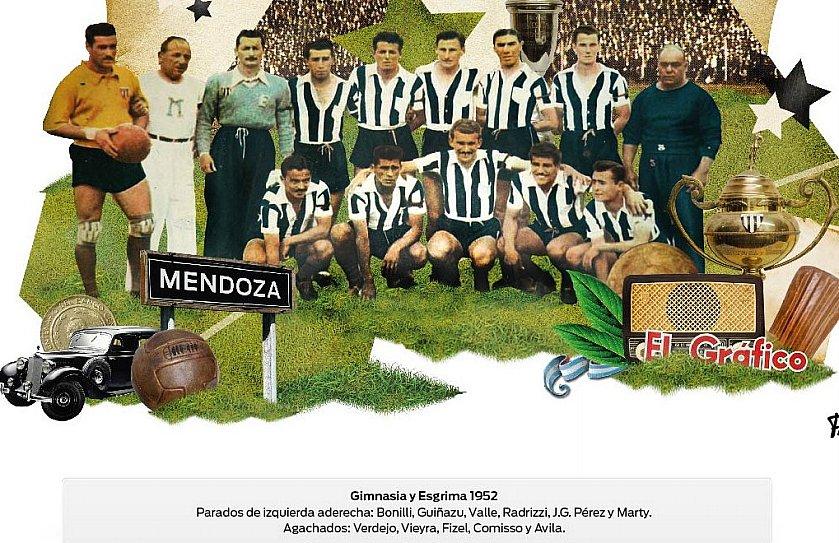 MENDOZA
El Gráfico
Gimnasia y Esgrima 1952
Parados de izquierda aderecha: Bonilli, Guiñazu, Valle, Radrizzi, J.G. Pérez y Marty.
Agachados: Verdejo, Vieyra, Fizel, Comisso y Avila.